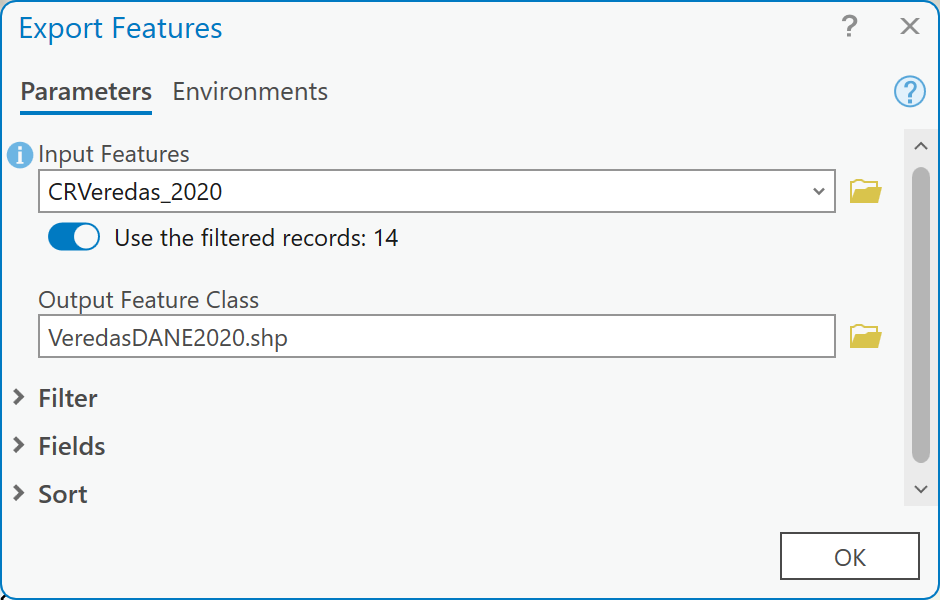 Export Features
Parameters Environments
Input Features
CRVeredas_2020
Use the filtered records: 14
Output Feature Class
VeredasDANE2020.shp
Filter
Fields
Sort
OK